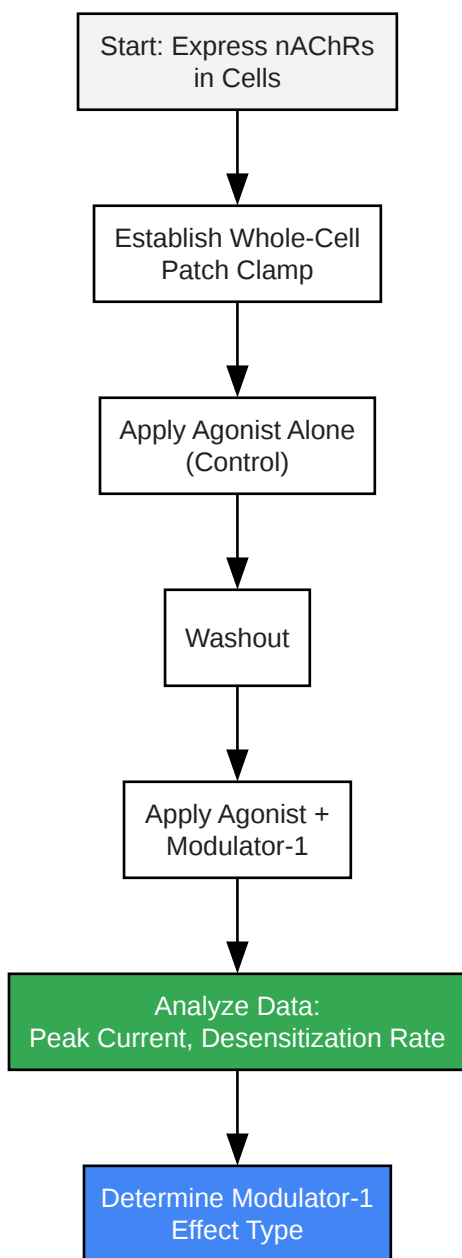 Start: Express nAChRs
in Cells
Establish Whole-Cell
Patch Clamp
Apply Agonist Alone
(Control)
Washout
Apply Agonist +
Modulator-1
Analyze Data:
Peak Current, Desensitization Rate
Determine Modulator-1
Effect Type